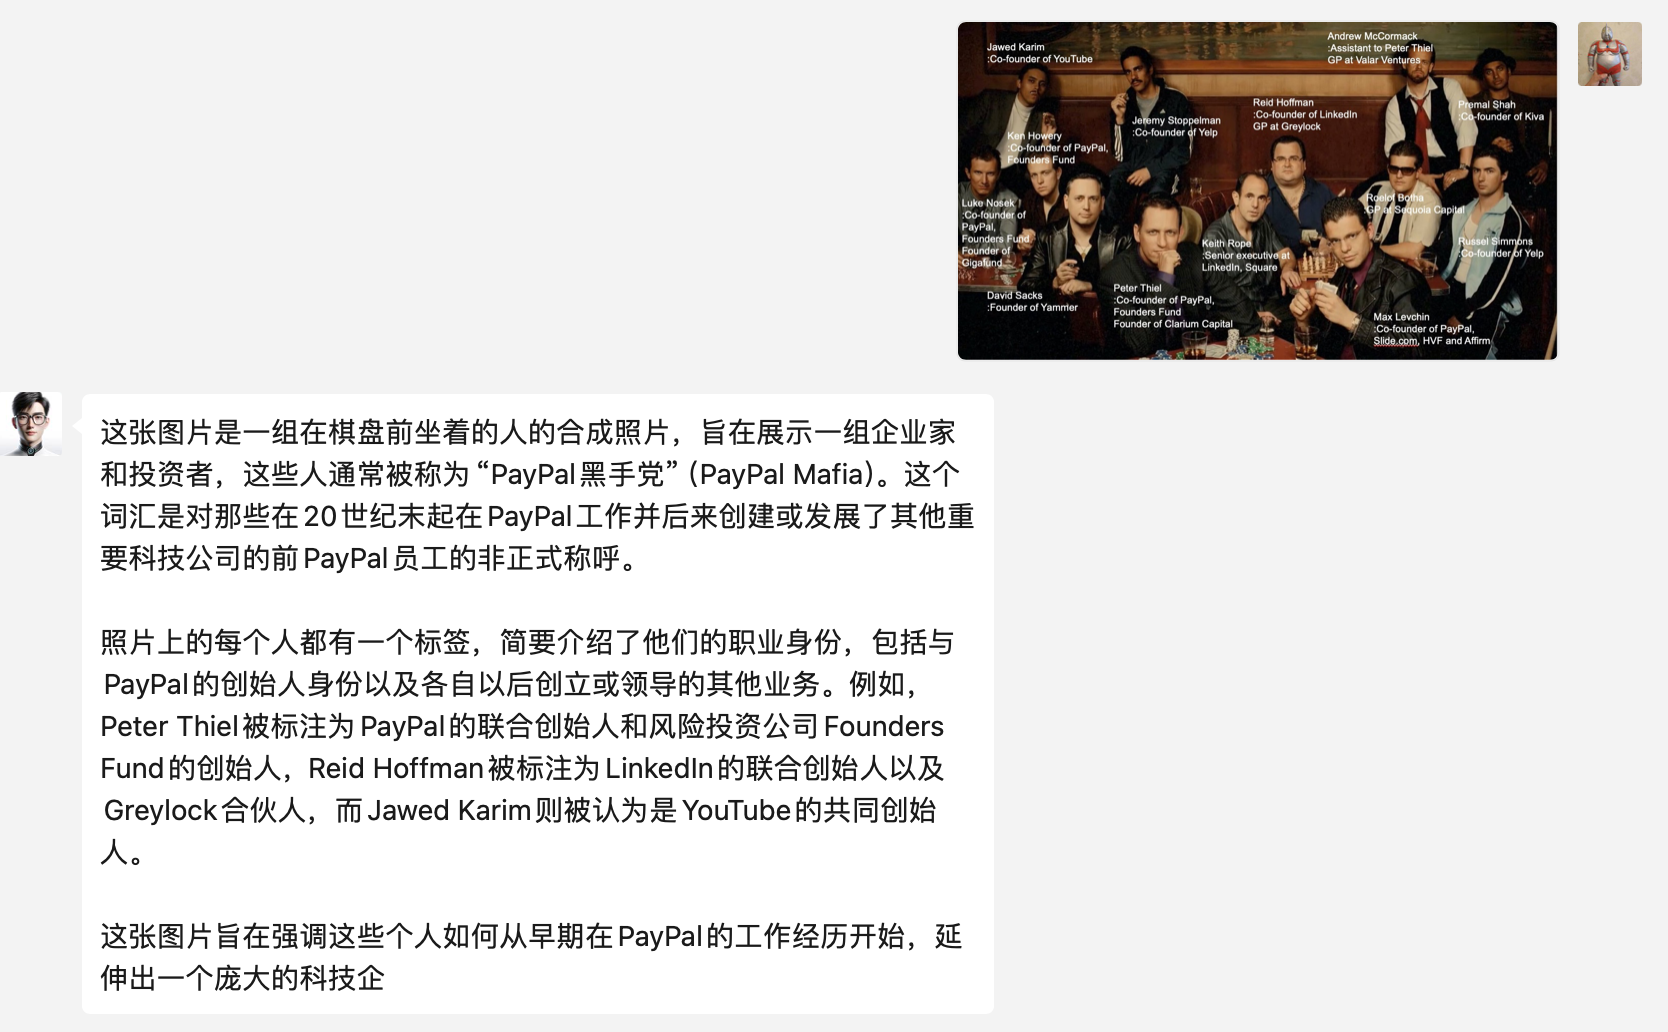 Jawed Karim
:Co-founder of YouTube
Andrew McCormack
:Assistant to Peter Thiel
GP at Valar Ventures
Reid Hoffman
:Co-founder of LinkedIn
GP at Greylock
Premal Shah
:Co-founder of Kiva
Jeremy Stoppelman
:Co-founder of Yelp
Ken Howery
:Co-founder of PayPal,
Founders Fund
Luke Nosek
:Co-founder of
PayPal,
Founders Fund
Founder of
Gigafund
Roelof Botha
:GP at Sequoia Capital
Keith Rope
:Senior executive at
LinkedIn, Square
Russel Simmons
:Co-founder of Yelp
David Sacks
:Founder of Yammer
Peter Thiel
:Co-founder of PayPal,
Founders Fund
Founder of Clarium Capital
Max Levchin
:Co-founder of PayPal,
Slide.com, HVF and Affirm
这张图片是一组在棋盘前坐着的人的合成照片，旨在展示一组企业家
和投资者，这些人通常被称为“PayPal黑手党”（PayPal Mafia）。这个
词汇是对那些在20世纪末起在PayPal工作并后来创建或发展了其他重
要科技公司的前PayPal员工的非正式称呼。
照片上的每个人都有一个标签，简要介绍了他们的职业身份，包括与
PayPal的创始人身份以及各自以后创立或领导的其他业务。例如，
Peter Thiel被标注为PayPal的联合创始人和风险投资公司Founders
Fund的创始人，Reid Hoffman被标注为LinkedIn的联合创始人以及
Greylock合伙人，而Jawed Karim则被认为是YouTube的共同创始
人。
这张图片旨在强调这些个人如何从早期在PayPal的工作经历开始，延
伸出一个庞大的科技企